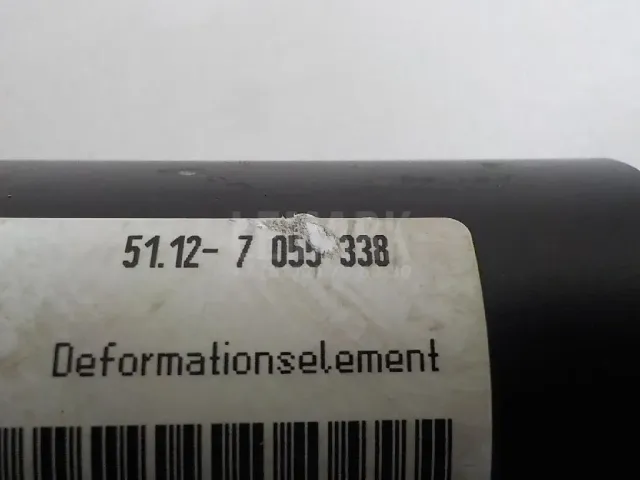 51.12- 7 055 338
Deformationselement